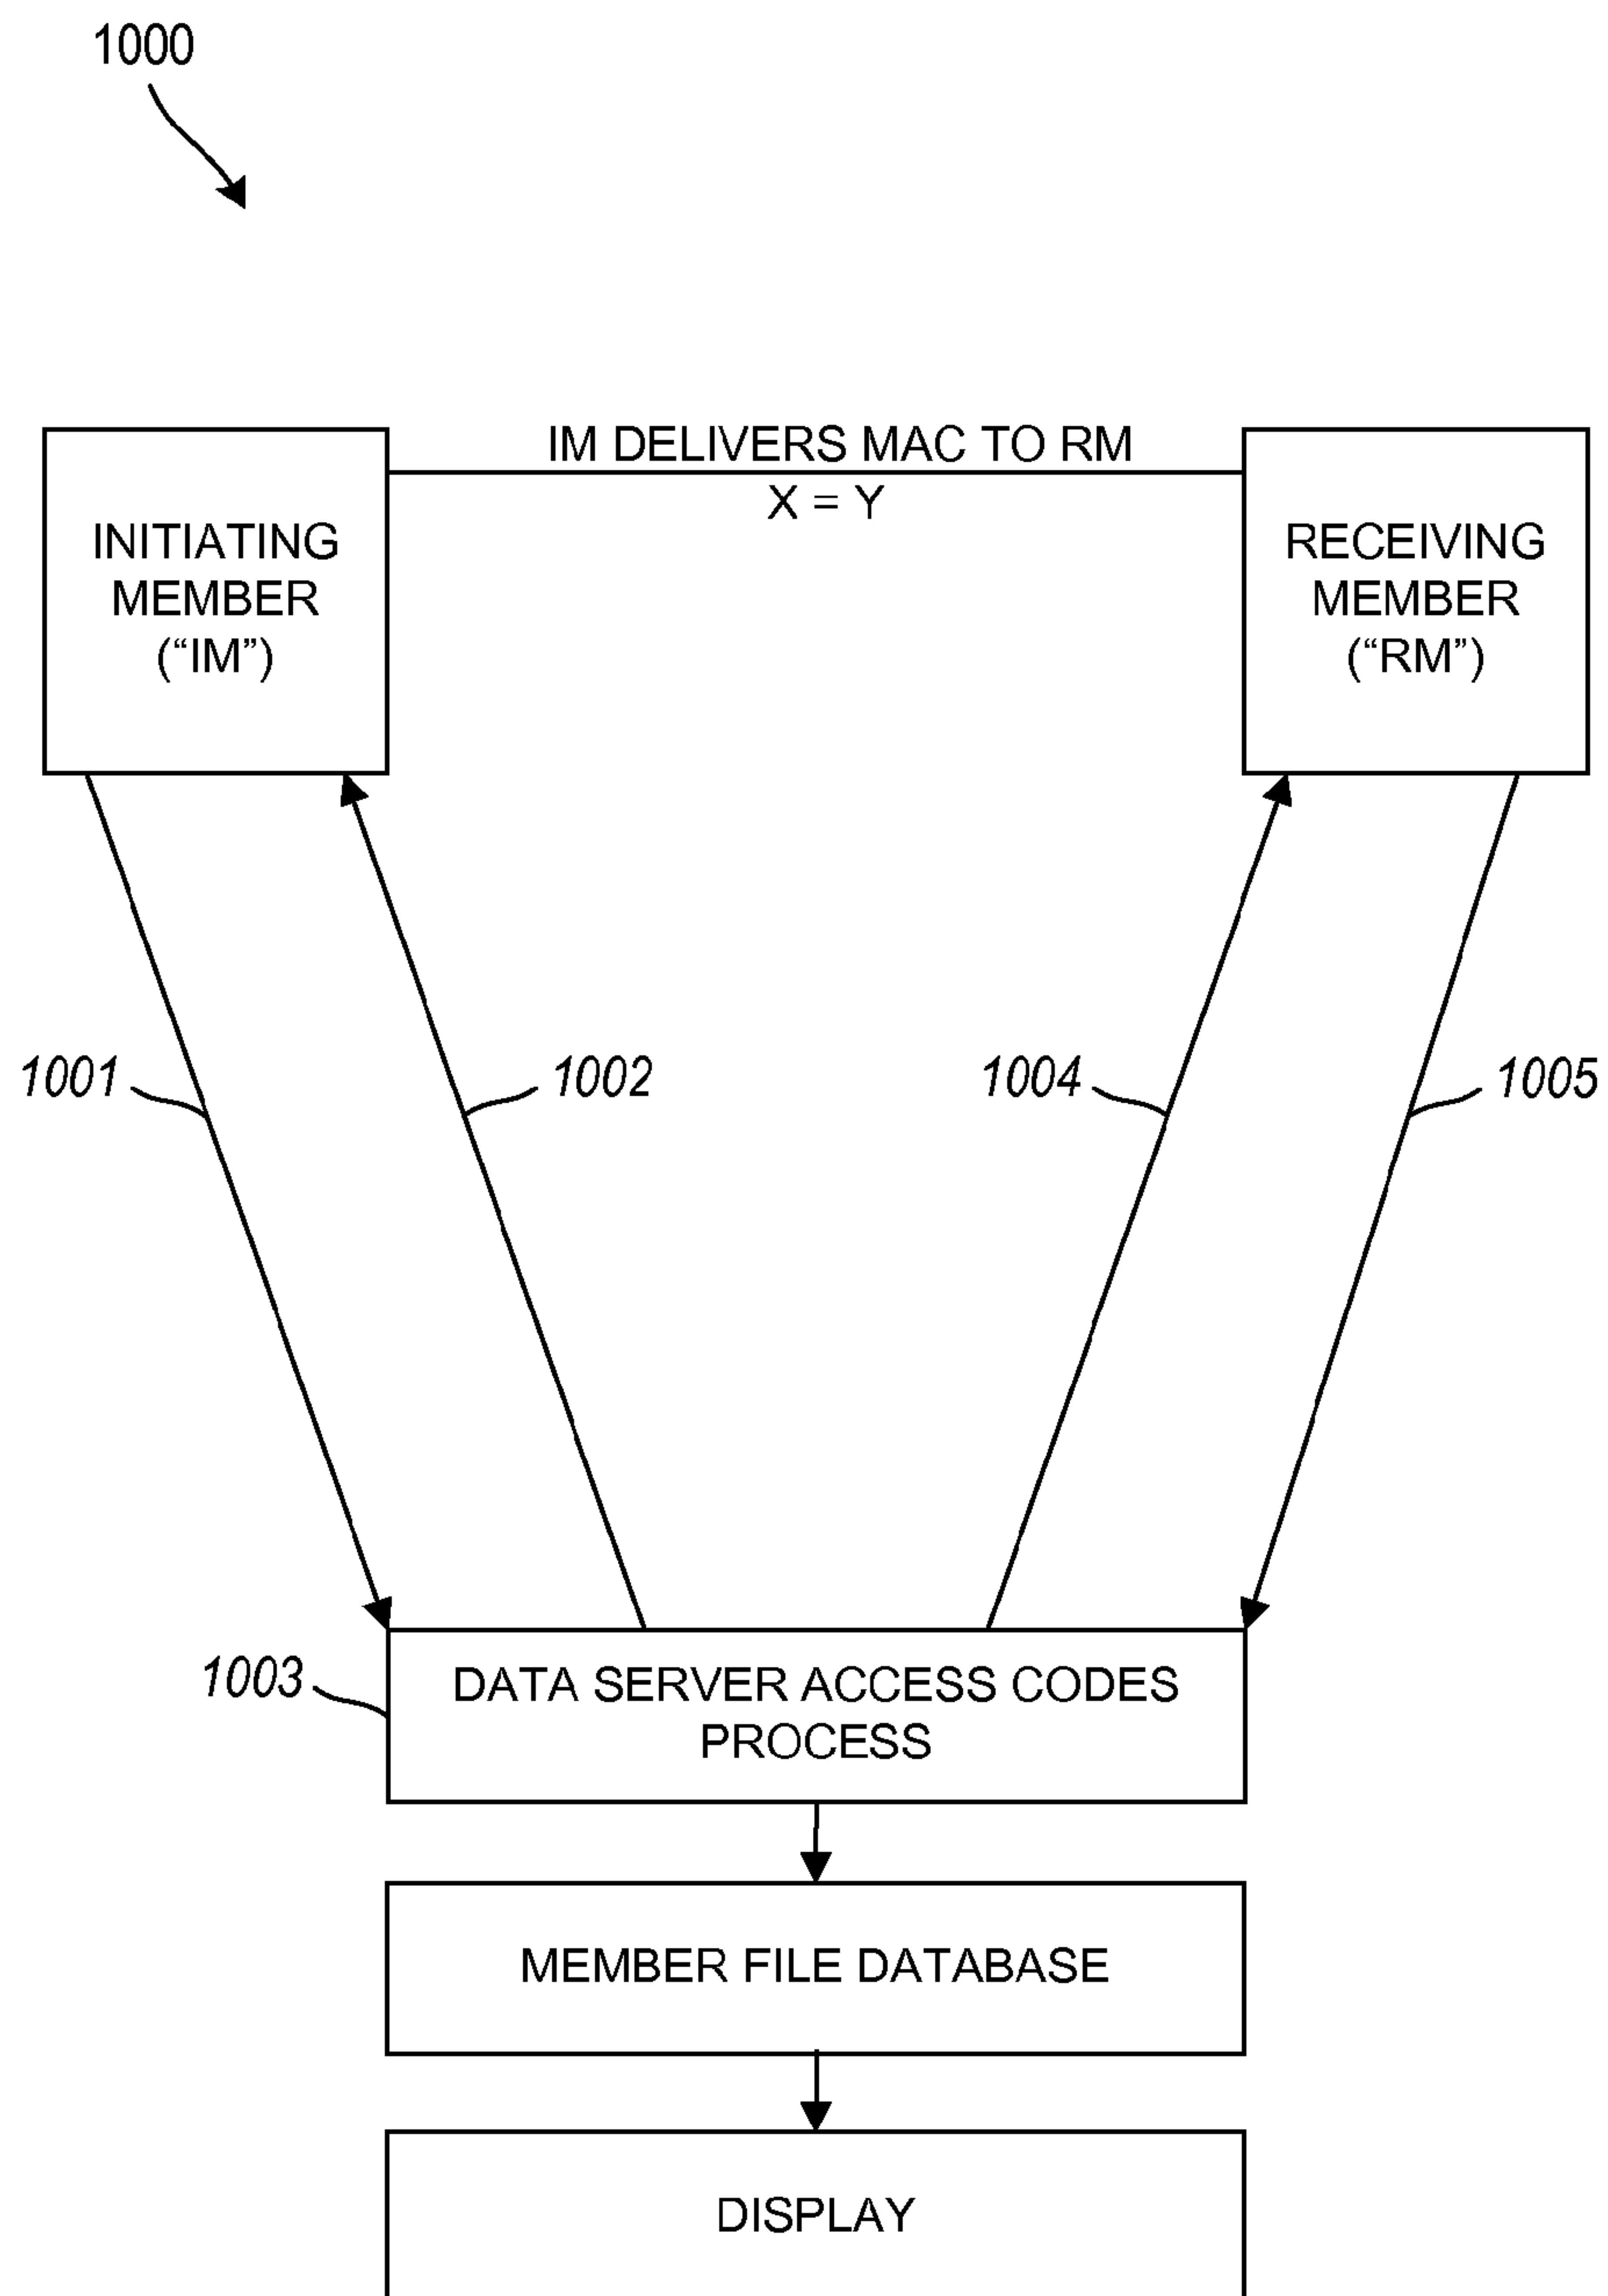 1000
IM DELIVERS MAC TO RM
X = Y
INITIATING
MEMBER
(“IM”)
RECEIVING
MEMBER
(“RM”)
1001
1002
1004
1005
1003
DATA SERVER ACCESS CODES
PROCESS
MEMBER FILE DATABASE
DISPLAY